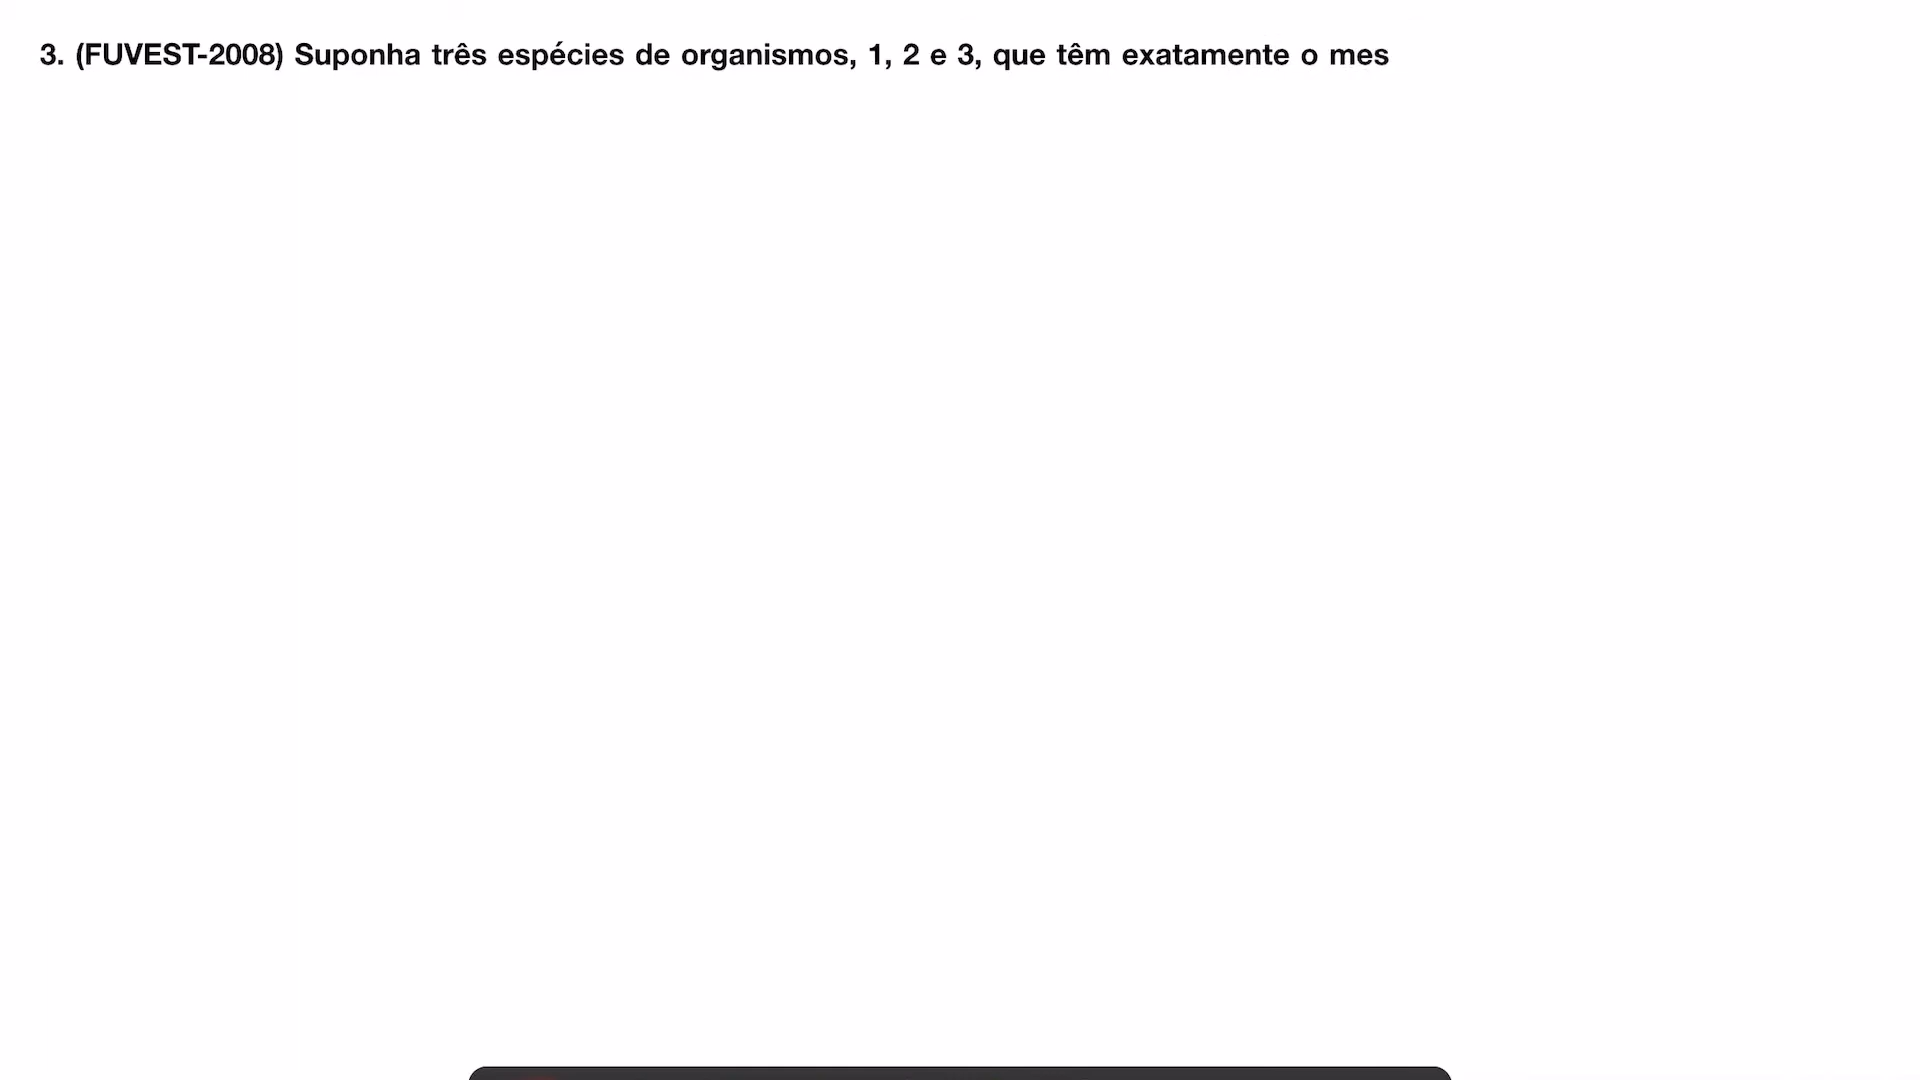 3. (FUVEST-2008) Suponha três espécies de organismos, 1, 2 e 3, que têm exatamente o mes